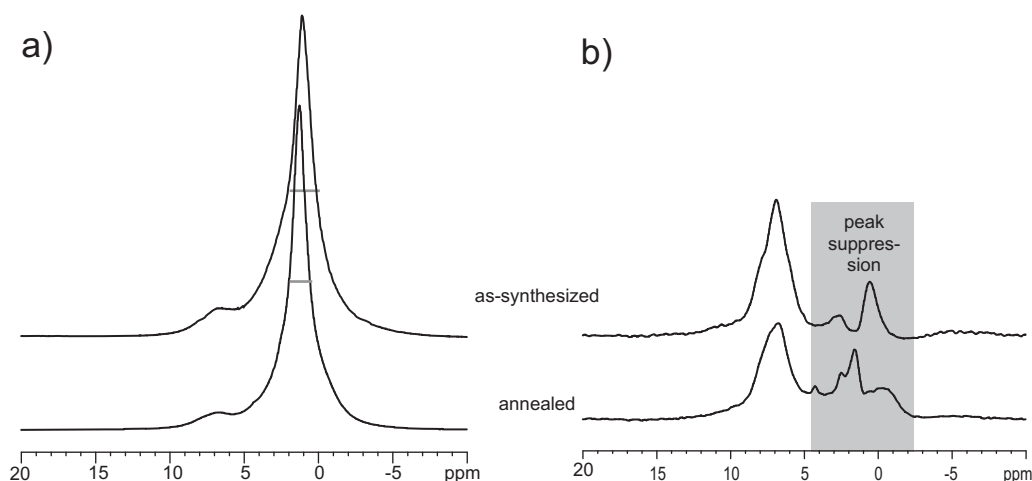 a)
b)
peak
suppres-
sion
as-synthesized
annealed
20 15 10 5 0 -5 ppm
20 15 10 5 0 -5 ppm